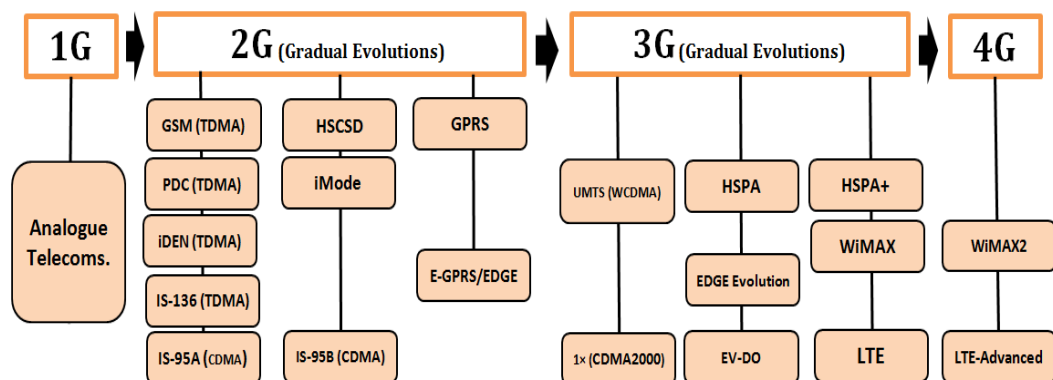 1G
2G (Gradual Evolutions)
3G (Gradual Evolutions)
4G
Analogue
Telecoms.
GSM (TDMA)
PDC (TDMA)
iDEN (TDMA)
IS-136 (TDMA)
IS-95A (CDMA)
HSCSD
iMode
IS-95B (CDMA)
GPRS
E-GPRS/EDGE
UMTS (WCDMA)
1× (CDMA2000)
HSPA
EDGE Evolution
EV-DO
HSPA+
WiMAX
LTE
WiMAX2
LTE-Advanced